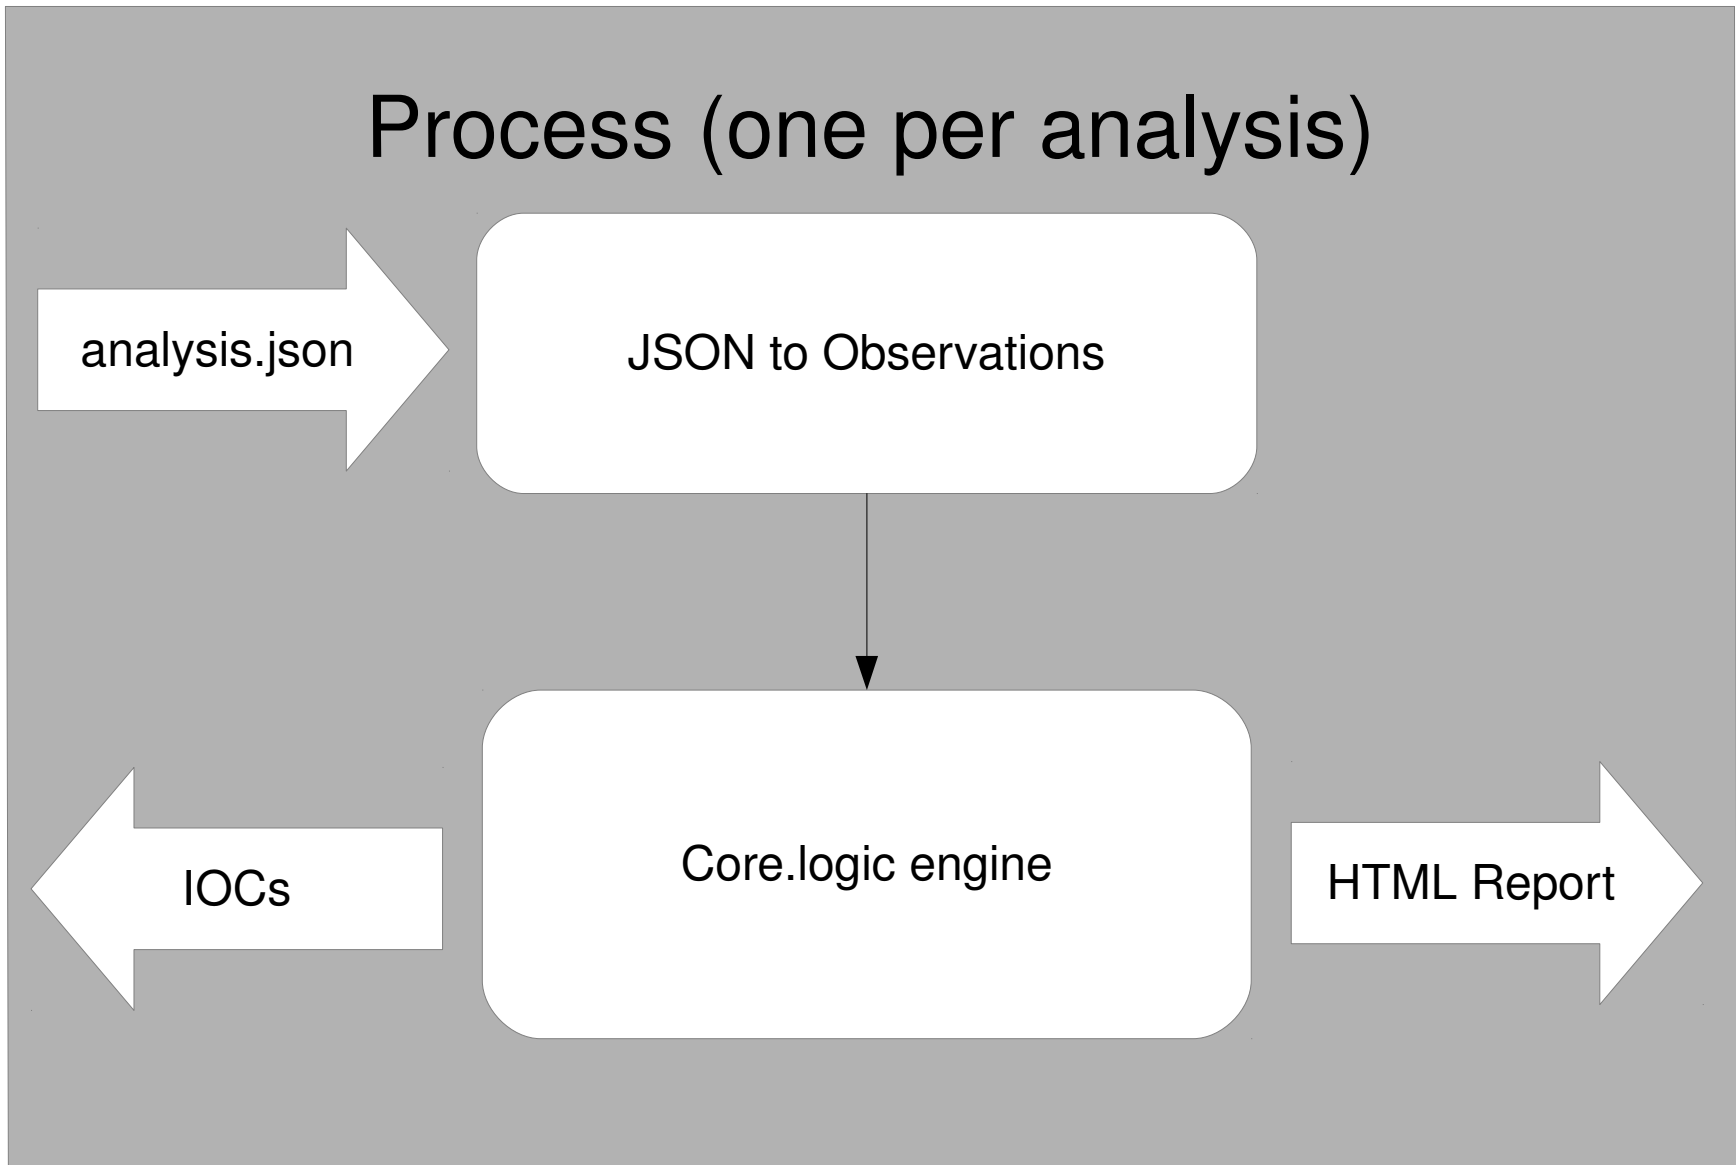 Process (one per analysis)
analysis.json
JSON to Observations
IOCs
Core.logic engine
HTML Report